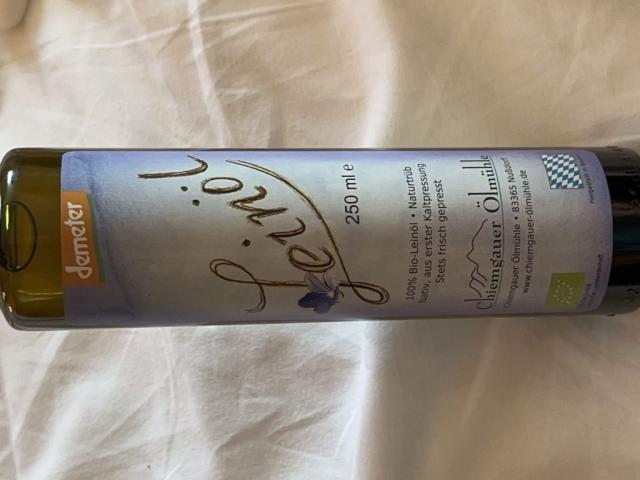 demeter
Leinöl
250 ml e
100% Bio-Leinöl • Naturtrüb
Nativ, aus erster Kaltpressung
Stets frisch gepresst
Chiemgauer Ölmühle
Chiemgauer Ölmühle • 83365 Nußdorf
www.chiemgauer-ölmühle.de